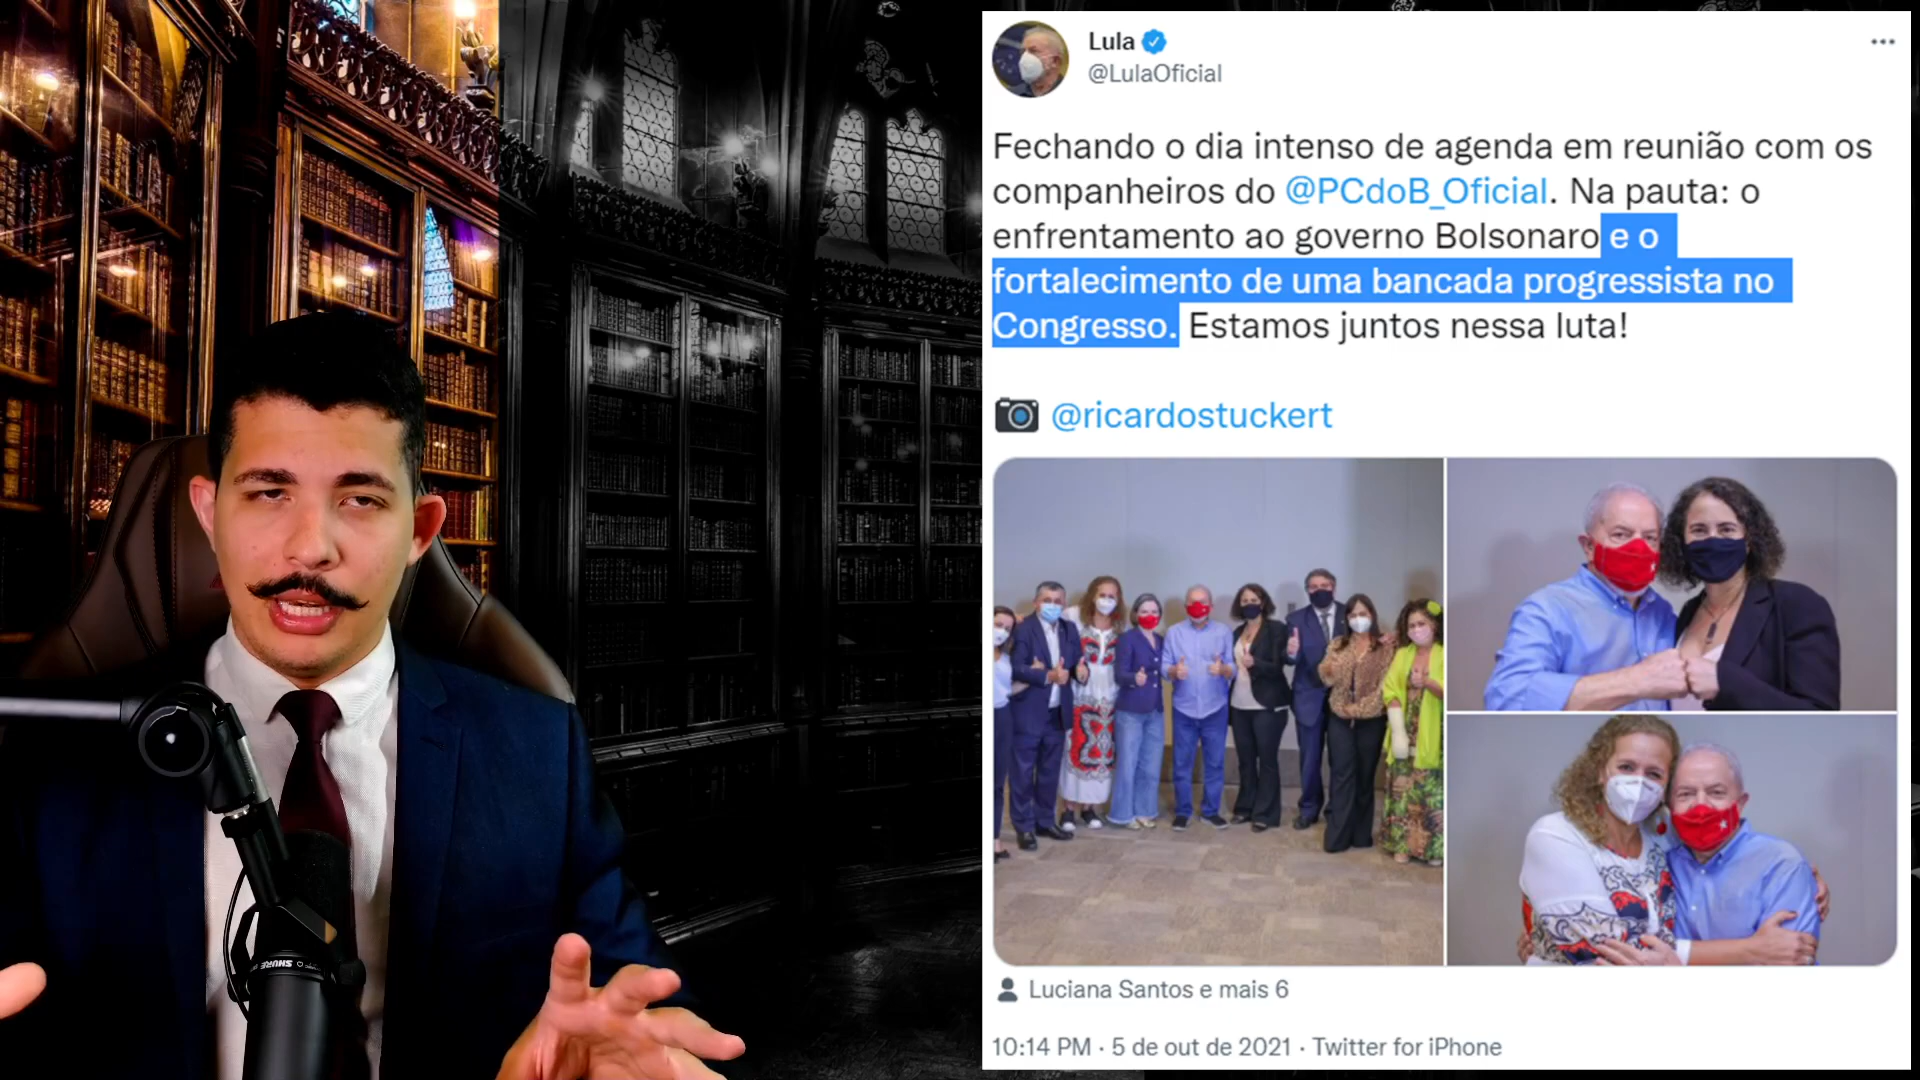 Lula
@LulaOficial
Fechando o dia intenso de agenda em reunião com os
companheiros do @PCdoB_Oficial. Na pauta: o
enfrentamento ao governo Bolsonaro e o
fortalecimento de uma bancada progressista no
Congresso. Estamos juntos nessa luta!
@ricardostuckert
Luciana Santos e mais 6
10:14 PM · 5 de out de 2021 · Twitter for iPhone
SHURE